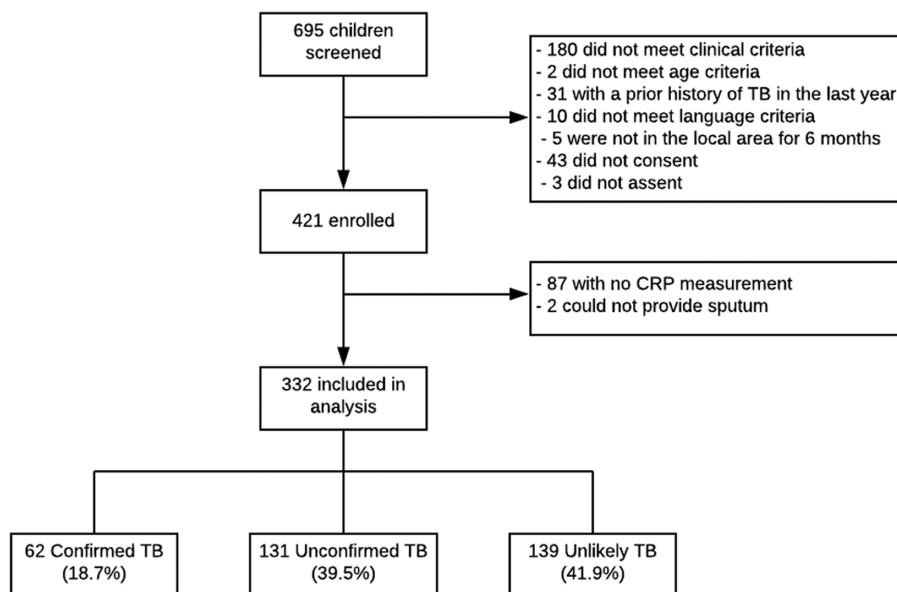 695 children
screened
- 180 did not meet clinical criteria
- 2 did not meet age criteria
- 31 with a prior history of TB in the last year
- 10 did not meet language criteria
- 5 were not in the local area for 6 months
- 43 did not consent
- 3 did not assent
421 enrolled
- 87 with no CRP measurement
- 2 could not provide sputum
332 included in
analysis
62 Confirmed TB
(18.7%)
131 Unconfirmed TB
(39.5%)
139 Unlikely TB
(41.9%)